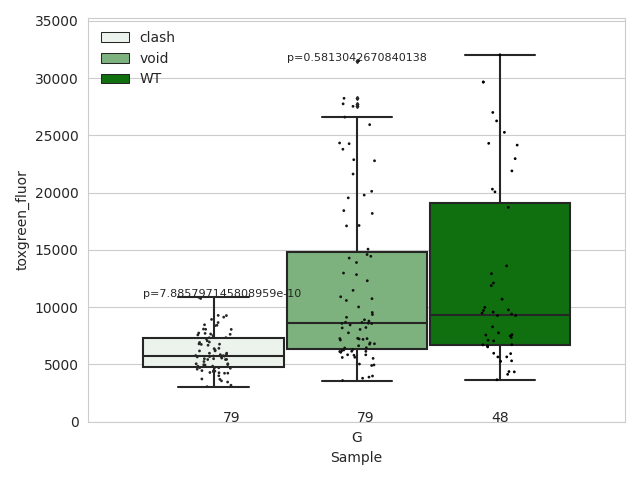 35000
30000
25000
20000
15000
10000
5000
0
toxgreen_fluor
clash
void
WT
p=0.5813042670840138
p=7.885797145808959e-10
79
79
48
G
Sample